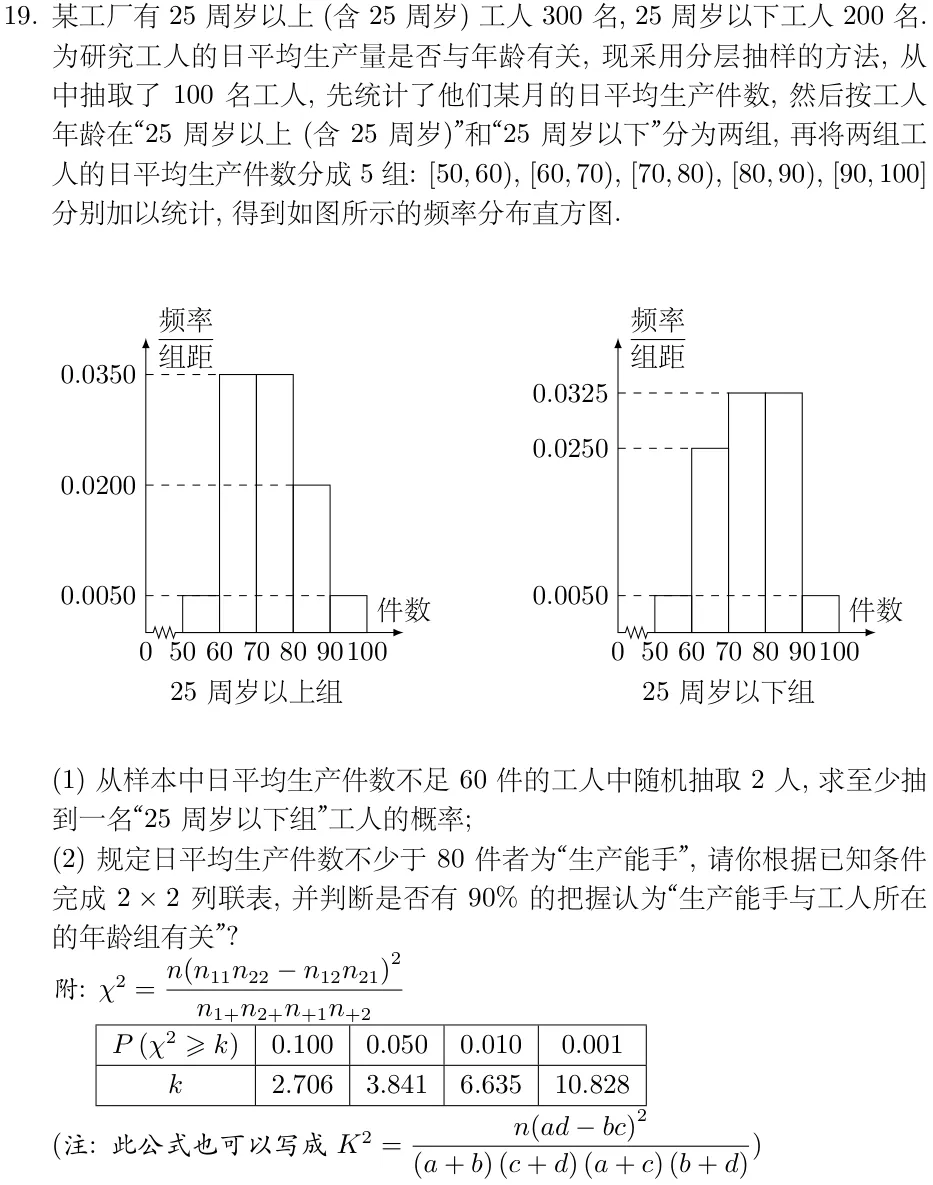 19. 某工厂有 25 周岁以上 (含 25 周岁) 工人 300 名, 25 周岁以下工人 200 名.
为研究工人的日平均生产量是否与年龄有关, 现采用分层抽样的方法, 从
中抽取了 100 名工人, 先统计了他们某月的日平均生产件数, 然后按工人
年龄在“25 周岁以上 (含 25 周岁)”和“25 周岁以下”分为两组, 再将两组工
人的日平均生产件数分成 5 组: [50, 60), [60, 70), [70, 80), [80, 90), [90, 100]
分别加以统计, 得到如图所示的频率分布直方图.
频率
组距
0.0350
0.0200
0.0050
件数
0 50 60 70 80 90 100
25 周岁以上组
频率
组距
0.0325
0.0250
0.0050
件数
0 50 60 70 80 90 100
25 周岁以下组
(1) 从样本中日平均生产件数不足 60 件的工人中随机抽取 2 人, 求至少抽
到一名“25 周岁以下组”工人的概率;
(2) 规定日平均生产件数不少于 80 件者为“生产能手”, 请你根据已知条件
完成 2 × 2 列联表, 并判断是否有 90% 的把握认为“生产能手与工人所在
的年龄组有关”?
附: χ² = n(n₁₁n₂₂ − n₁₂n₂₁)² / n₁₊n₂₊n₊₁n₊₂
P (χ² ⩾ k) 0.100 0.050 0.010 0.001
k 2.706 3.841 6.635 10.828
(注: 此公式也可以写成 K² = n(ad − bc)² / (a + b) (c + d) (a + c) (b + d))